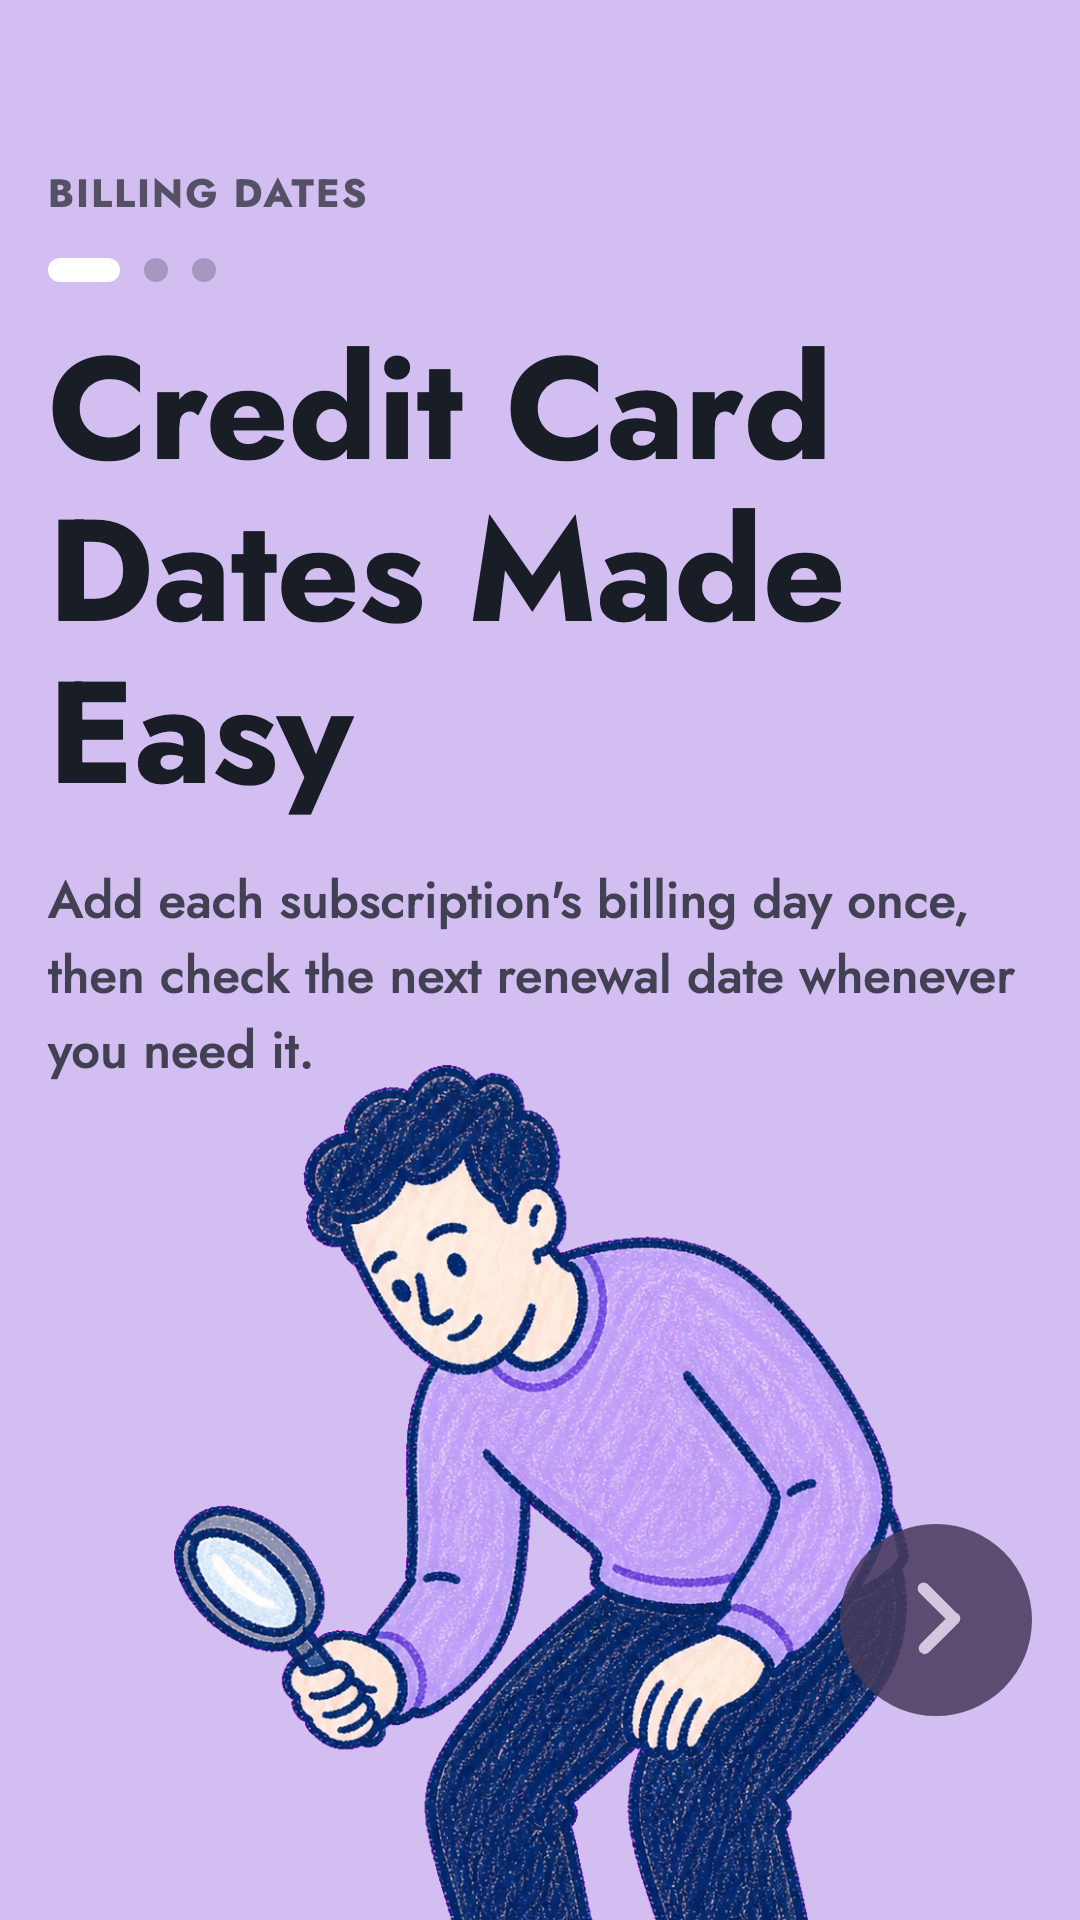 BILLING DATES
Credit Card
Dates Made
Easy
Add each subscription's billing day once,
then check the next renewal date whenever
you need it.